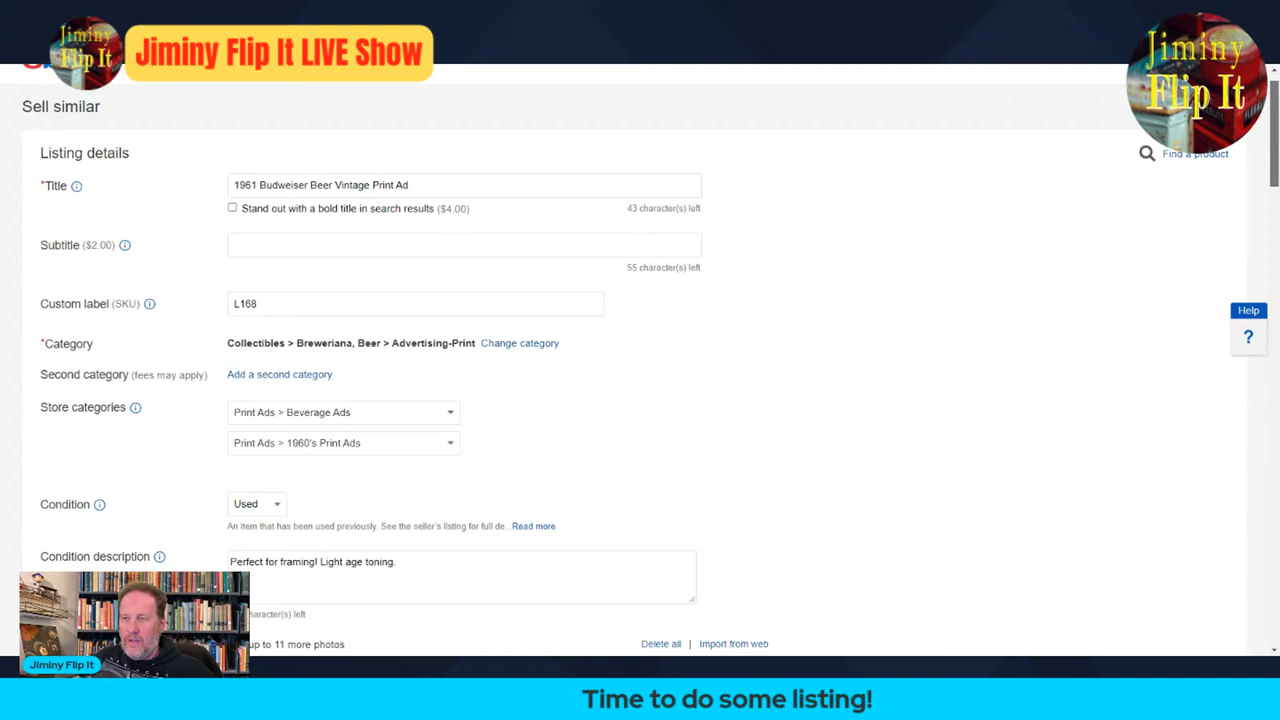 Jiminy
Flip It
Jiminy Flip It LIVE Show
Jiminy
Flip It
Sell similar
Listing details
Find a product
*Title
1961 Budweiser Beer Vintage Print Ad
Stand out with a bold title in search results ($4.00)
43 character(s) left
Subtitle ($2.00)
55 character(s) left
Custom label (SKU)
L168
*Category
Collectibles > Breweriana, Beer > Advertising-Print Change category
Second category (fees may apply)
Add a second category
Store categories
Print Ads > Beverage Ads
Print Ads > 1960's Print Ads
Help
?
Condition
Used
An item that has been used previously. See the seller's listing for full de.. Read more
Condition description
Perfect for framing! Light age toning.
haracter(s) left
up to 11 more photos
Delete all | Import from web
Jiminy Flip It
Time to do some listing!